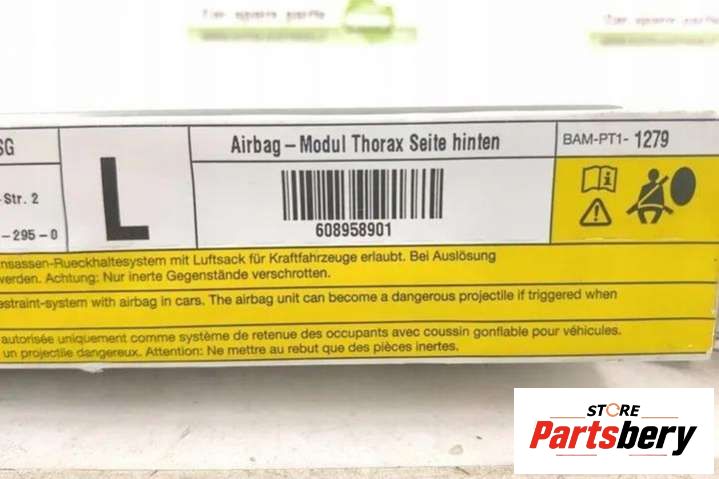 Car spare parts
SG
L
Airbag – Modul Thorax Seite hinten
BAM-PT1- 1279
Str. 2
608958901
-295-0
nsassen-Rueckhaltesystem mit Luftsack für Kraftfahrzeuge erlaubt. Bei Auslösung
werden. Achtung: Nur inerte Gegenstände verschrotten.
estraint-system with airbag in cars. The airbag unit can become a dangerous projectile if triggered when
autorisée uniquement comme système de retenue des occupants avec coussin gonflable pour véhicules.
un projectile dangereux. Attention: Ne mettre au rebut que des pièces inertes.
STORE
Partsbery